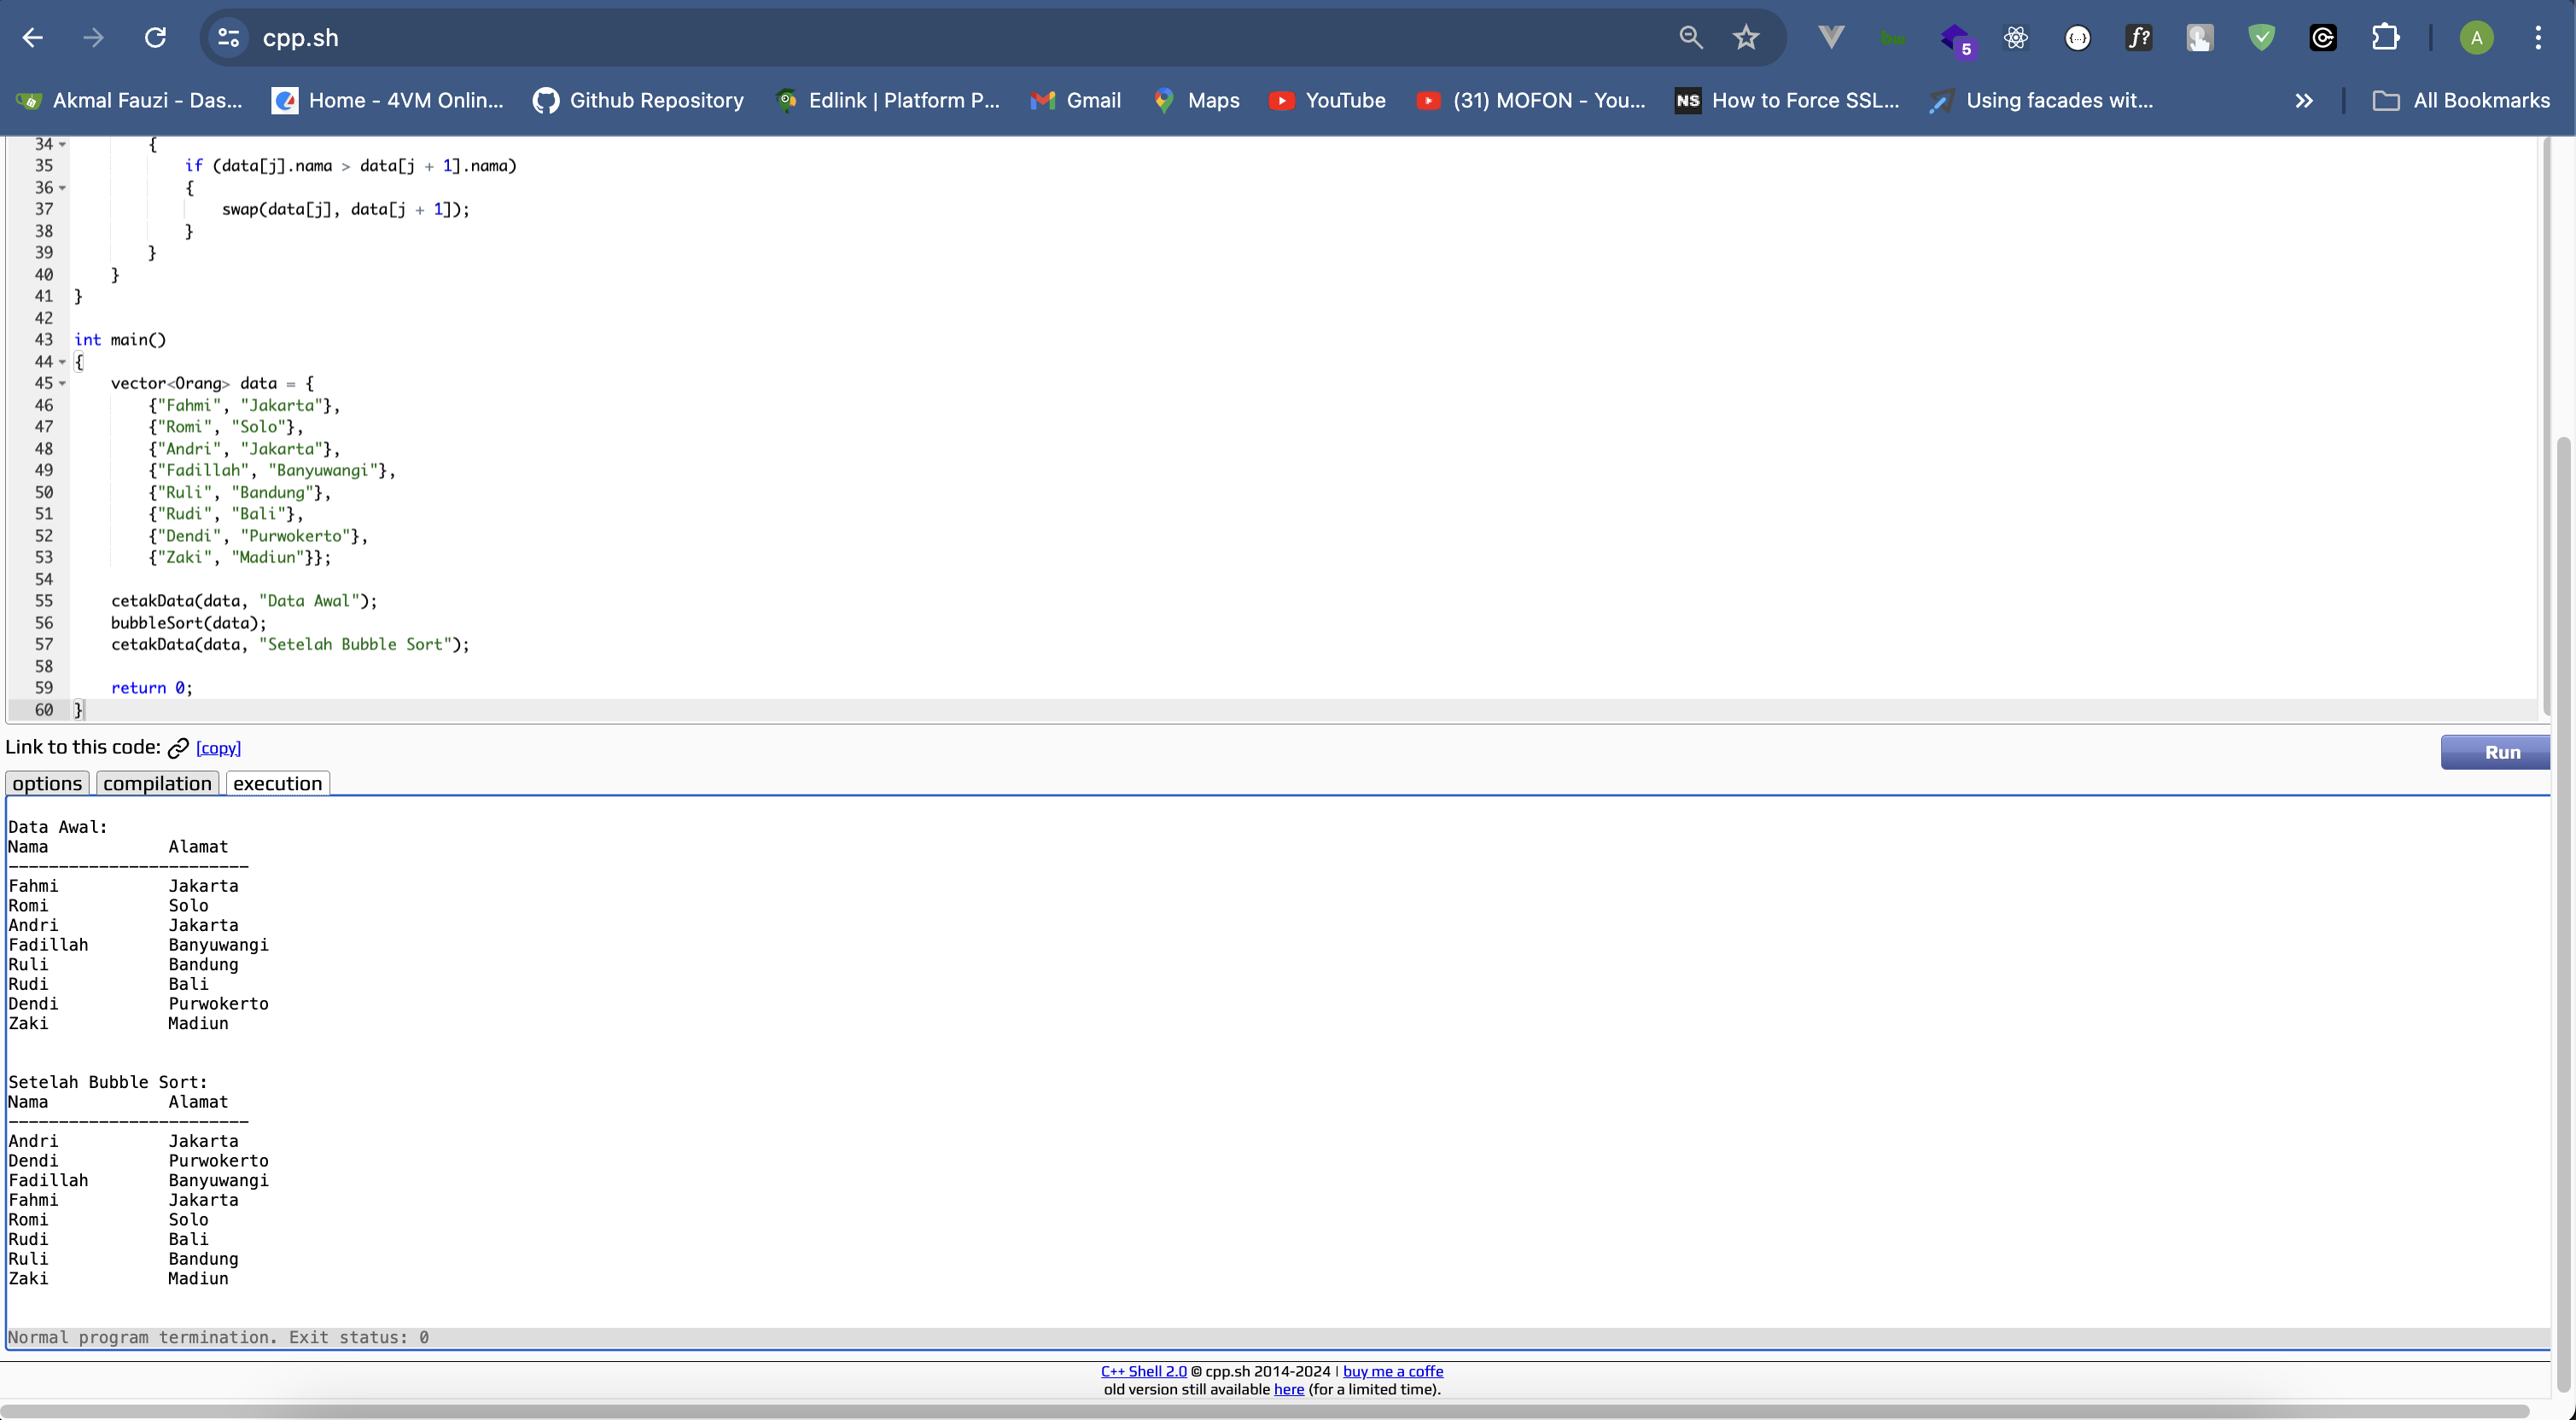 cpp.sh
5
f?
A
Akmal Fauzi - Das...
Home - 4VM Onlin...
Github Repository
Edlink | Platform P...
Gmail
Maps
YouTube
(31) MOFON - You...
NS How to Force SSL...
Using facades wit...
All Bookmarks
34 {
35 if (data[j].nama > data[j + 1].nama)
36 {
37 swap(data[j], data[j + 1]);
38 }
39 }
40 }
41 }
42
43 int main()
44 {
45 vector<Orang> data = {
46 {"Fahmi", "Jakarta"},
47 {"Romi", "Solo"},
48 {"Andri", "Jakarta"},
49 {"Fadillah", "Banyuwangi"},
50 {"Ruli", "Bandung"},
51 {"Rudi", "Bali"},
52 {"Dendi", "Purwokerto"},
53 {"Zaki", "Madiun"}};
54
55 cetakData(data, "Data Awal");
56 bubbleSort(data);
57 cetakData(data, "Setelah Bubble Sort");
58
59 return 0;
60 }
Link to this code: [copy]
Run
options compilation execution
Data Awal:
Nama Alamat
------------------------
Fahmi Jakarta
Romi Solo
Andri Jakarta
Fadillah Banyuwangi
Ruli Bandung
Rudi Bali
Dendi Purwokerto
Zaki Madiun
Setelah Bubble Sort:
Nama Alamat
------------------------
Andri Jakarta
Dendi Purwokerto
Fadillah Banyuwangi
Fahmi Jakarta
Romi Solo
Rudi Bali
Ruli Bandung
Zaki Madiun
Normal program termination. Exit status: 0
C++ Shell 2.0 © cpp.sh 2014-2024 | buy me a coffe
old version still available here (for a limited time).